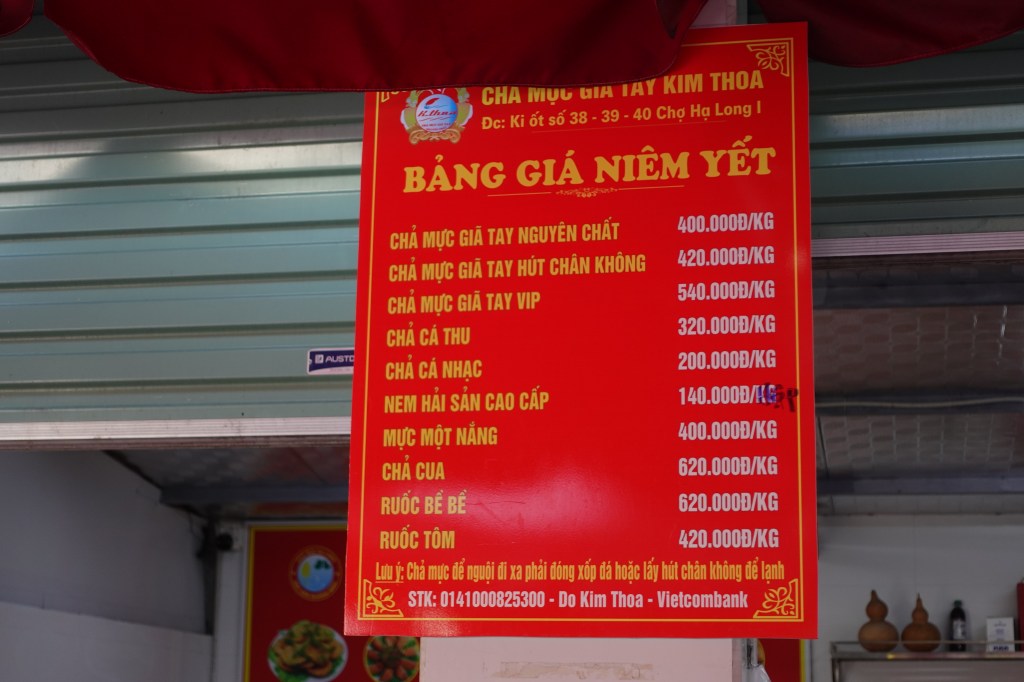 CHẢ MỰC GIÃ TAY KIM THOA
Đc: Ki ốt số 38 - 39 - 40 Chợ Hạ Long I
BẢNG GIÁ NIÊM YẾT
CHẢ MỰC GIÃ TAY NGUYÊN CHẤT 400.000Đ/KG
CHẢ MỰC GIÃ TAY HÚT CHÂN KHÔNG 420.000Đ/KG
CHẢ MỰC GIÃ TAY VIP 540.000Đ/KG
CHẢ CÁ THU 320.000Đ/KG
CHẢ CÁ NHẠC 200.000Đ/KG
NEM HẢI SẢN CAO CẤP 140.000Đ/
MỰC MỘT NẮNG 400.000Đ/KG
CHẢ CUA 620.000Đ/KG
RUỐC BỀ BỀ 620.000Đ/KG
RUỐC TÔM 420.000Đ/KG
Lưu ý: Chả mực để nguội đi xa phải đóng xốp đá hoặc lấy hút chân không để lạnh
STK: 0141000825300 - Do Kim Thoa - Vietcombank